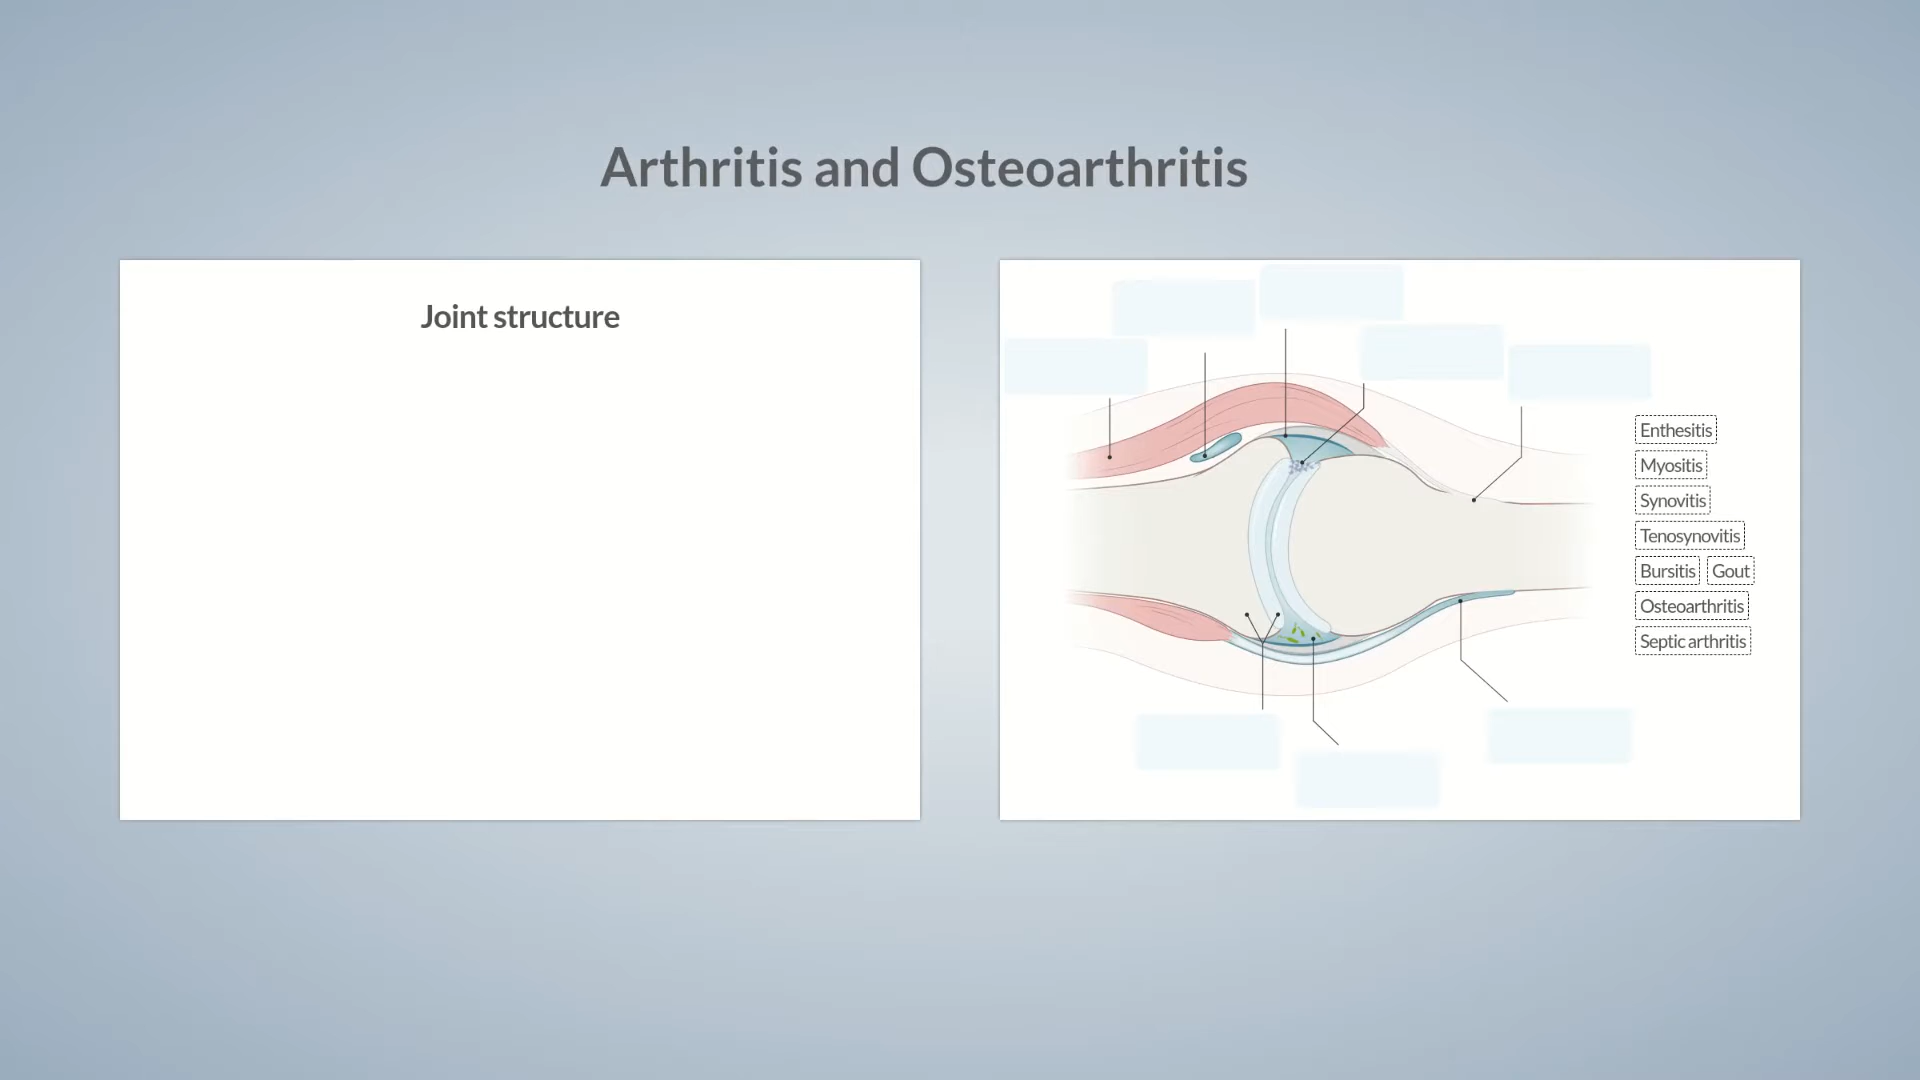 Arthritis and Osteoarthritis
Joint structure
Enthesitis
Myositis
Synovitis
Tenosynovitis
Bursitis Gout
Osteoarthritis
Septic arthritis